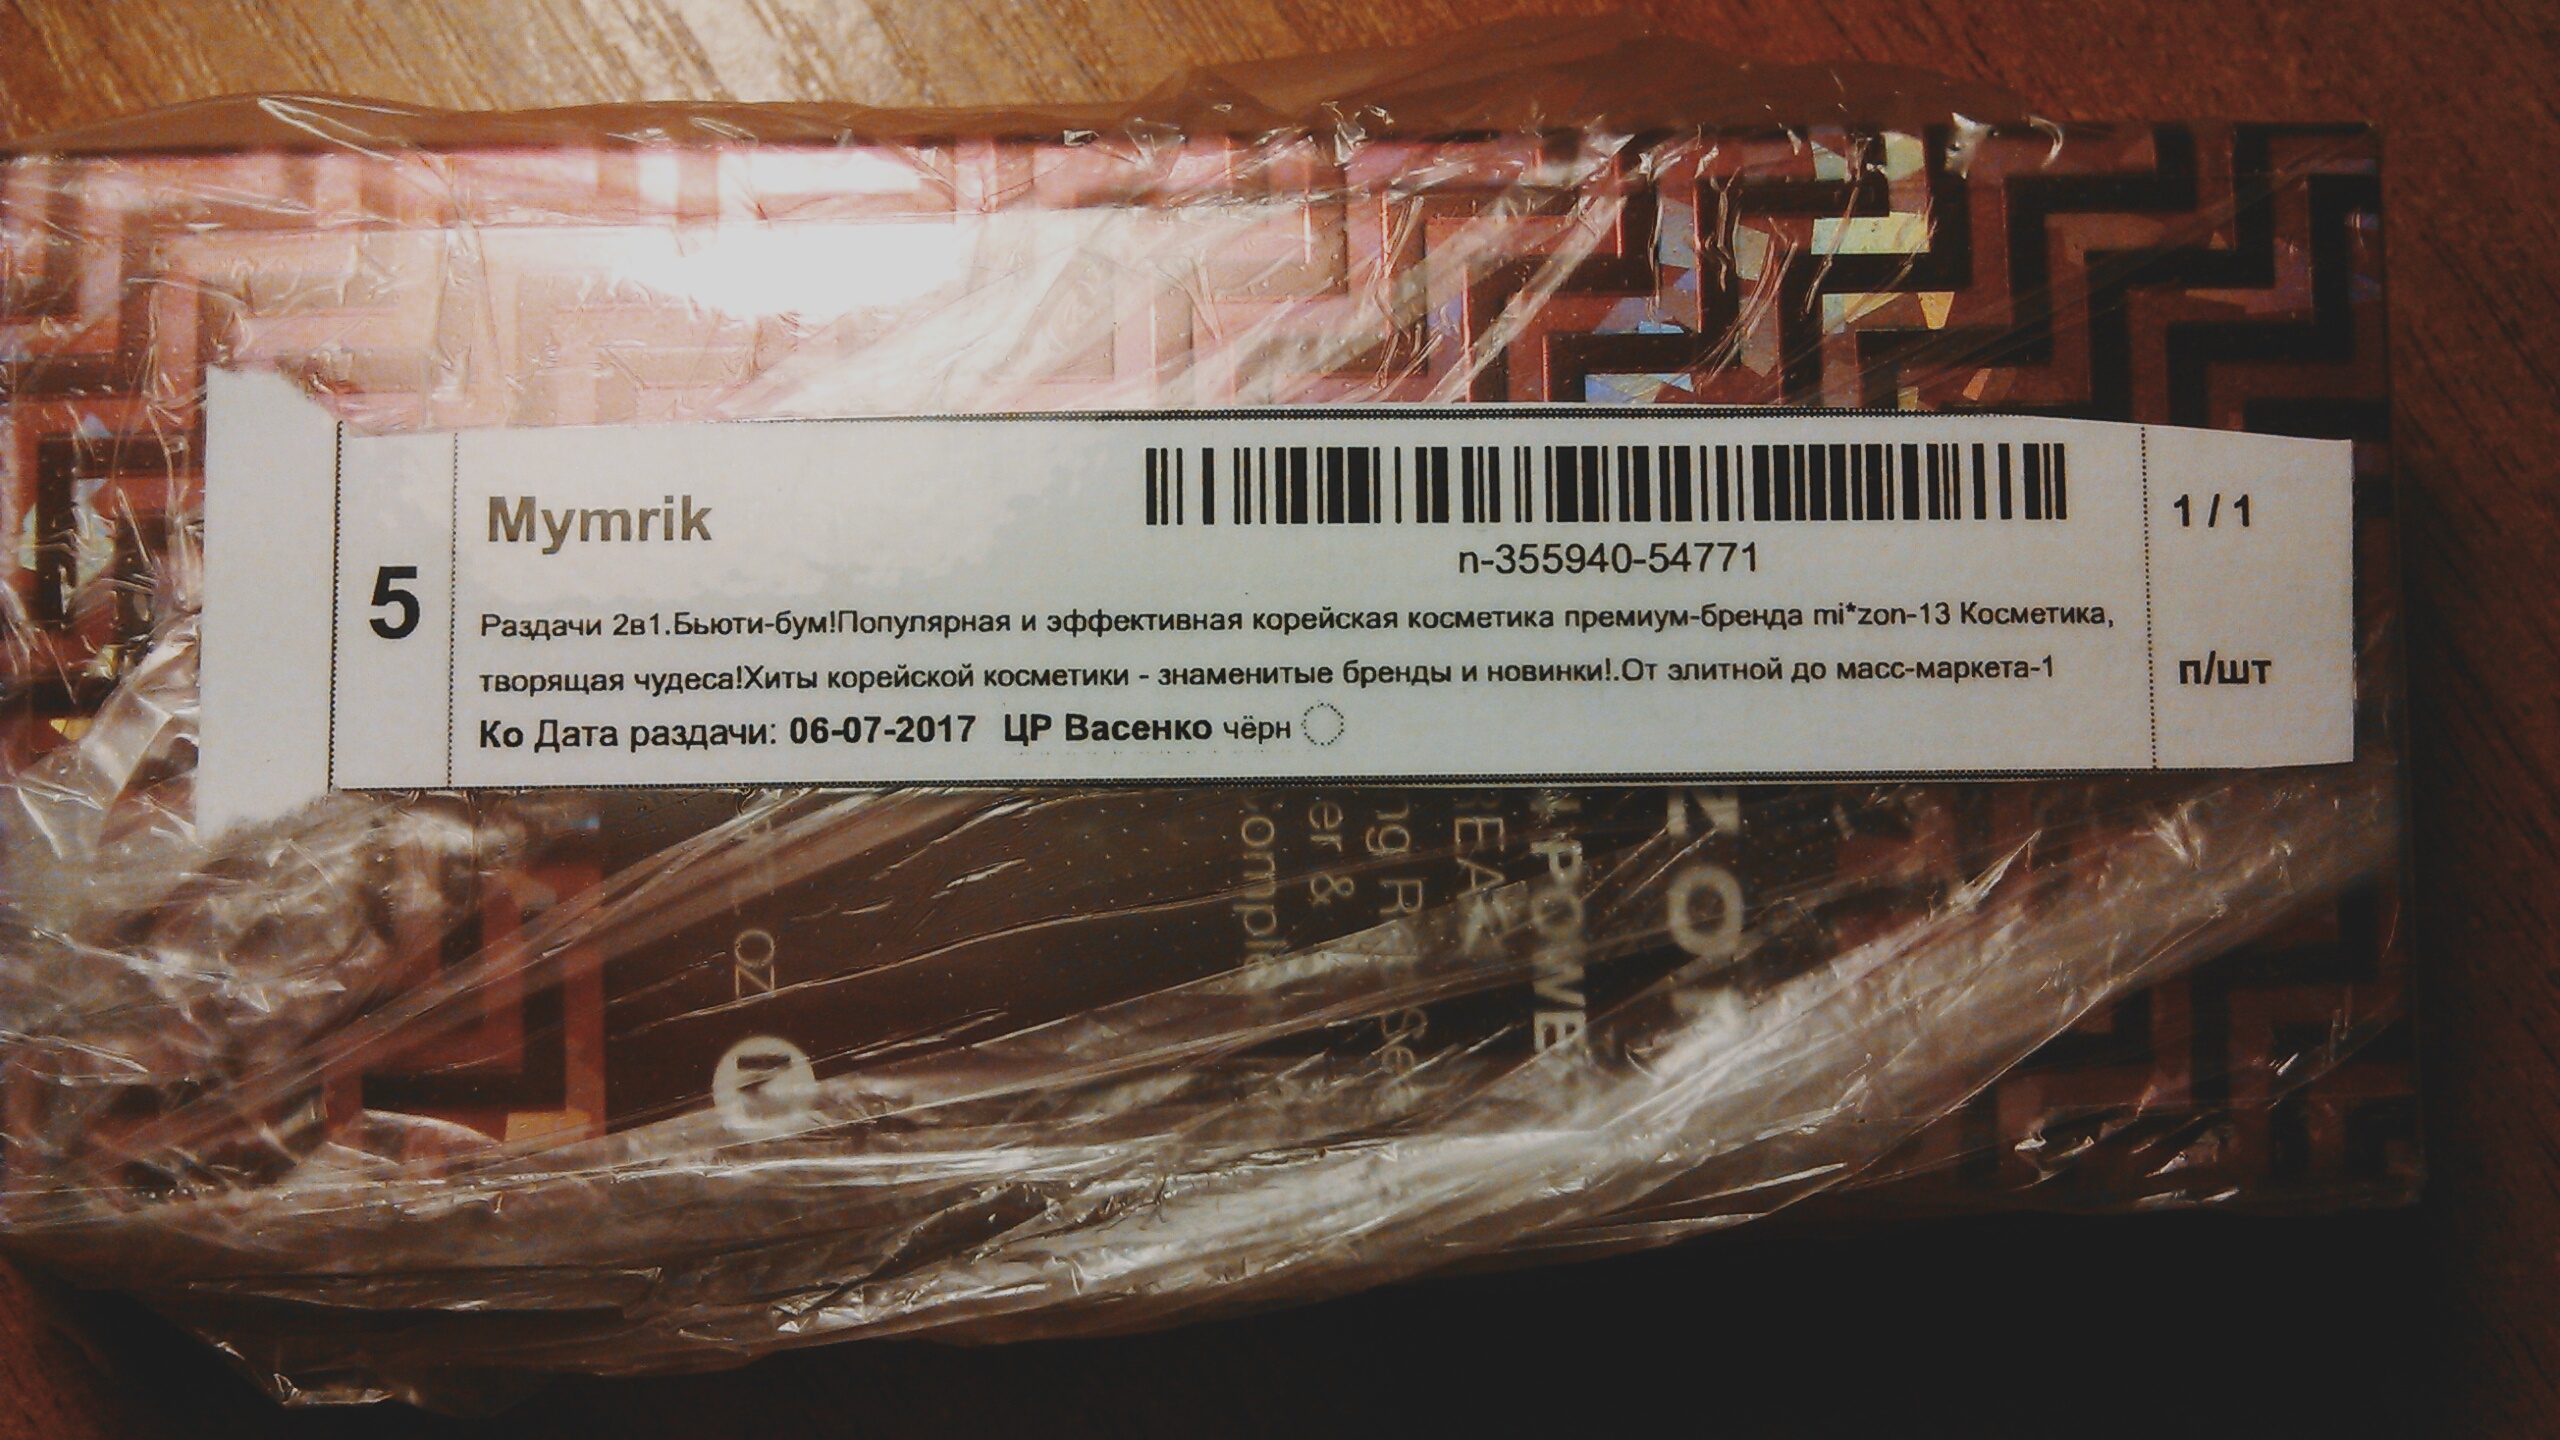 5
Mymrik
n-355940-54771
1 / 1
Раздачи 2в1.Бьюти-бум!Популярная и эффективная корейская косметика премиум-бренда mi*zon-13 Косметика,
творящая чудеса!Хиты корейской косметики - знаменитые бренды и новинки!.От элитной до масс-маркета-1
п/шт
Ко Дата раздачи: 06-07-2017 ЦР Васенко чёрн
OZ
er &